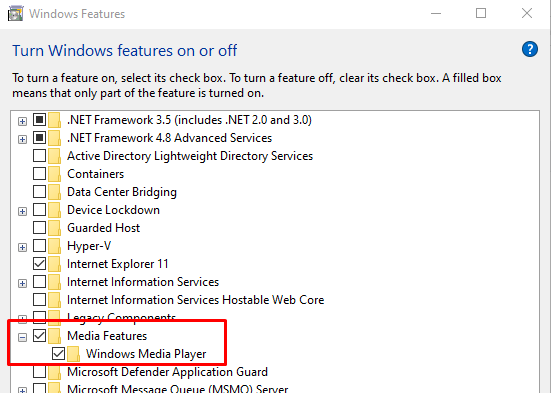 Windows Features
Turn Windows features on or off
To turn a feature on, select its check box. To turn a feature off, clear its check box. A filled box
means that only part of the feature is turned on.
.NET Framework 3.5 (includes .NET 2.0 and 3.0)
.NET Framework 4.8 Advanced Services
Active Directory Lightweight Directory Services
Containers
Data Center Bridging
Device Lockdown
Guarded Host
Hyper-V
Internet Explorer 11
Internet Information Services
Internet Information Services Hostable Web Core
Legacy Components
Media Features
Windows Media Player
Microsoft Defender Application Guard
Microsoft Message Queue (MSMQ) Server